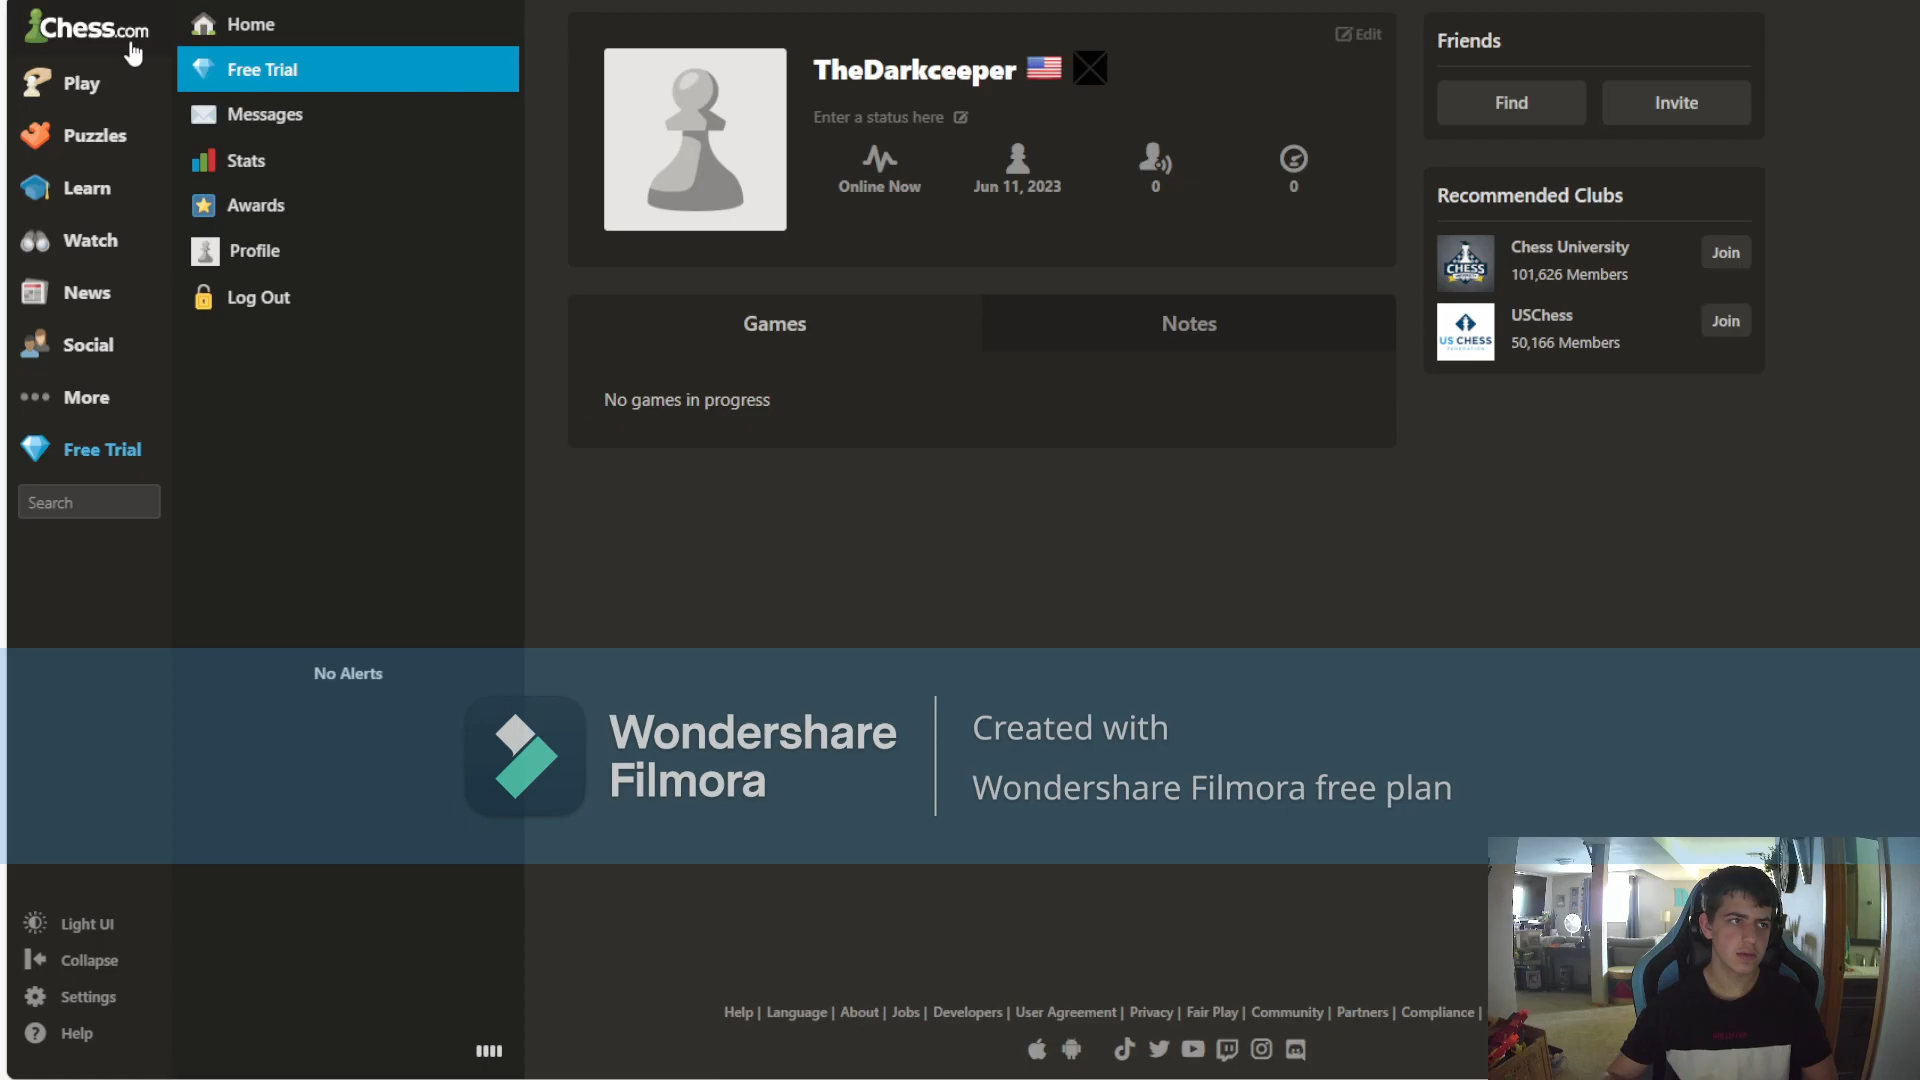 Chess.com
Play
Puzzles
Learn
Watch
News
Social
More
Free Trial
Search
Light UI
Collapse
Settings
Help
Home
Free Trial
Messages
Stats
Awards
Profile
Log Out
No Alerts
Edit
TheDarkceeper
Enter a status here
Online Now
Jun 11, 2023
0
0
Games
Notes
No games in progress
Friends
Find
Invite
Recommended Clubs
CHESS
Chess University
101,626 Members
Join
US CHESS
USChess
50,166 Members
Join
Wondershare
Filmora
Created with
Wondershare Filmora free plan
Help | Language | About | Jobs | Developers | User Agreement | Privacy | Fair Play | Community | Partners | Compliance |